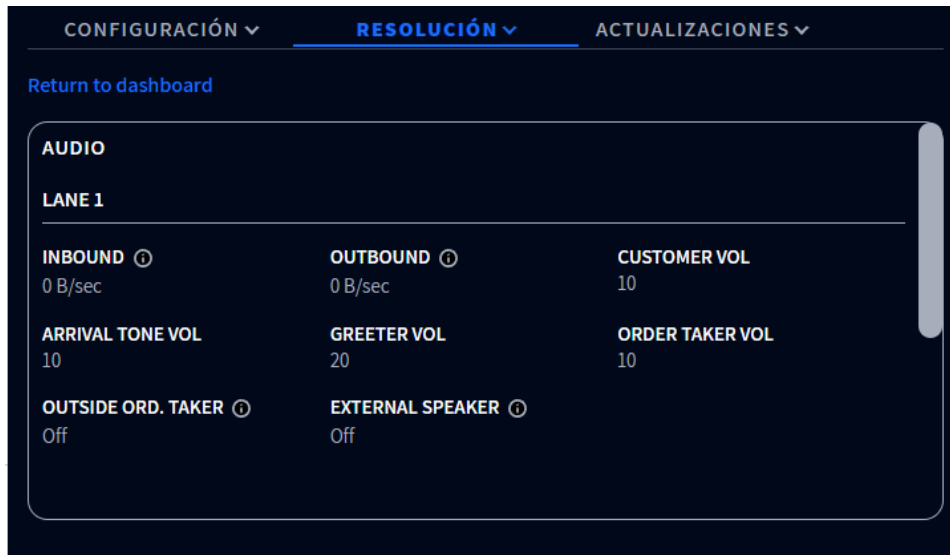 CONFIGURACIÓN RESOLUCIÓN ACTUALIZACIONES
Return to dashboard
AUDIO
LANE 1
INBOUND OUTBOUND CUSTOMER VOL
0 B/sec 0 B/sec 10
ARRIVAL TONE VOL GREETER VOL ORDER TAKER VOL
10 20 10
OUTSIDE ORD. TAKER EXTERNAL SPEAKER
Off Off